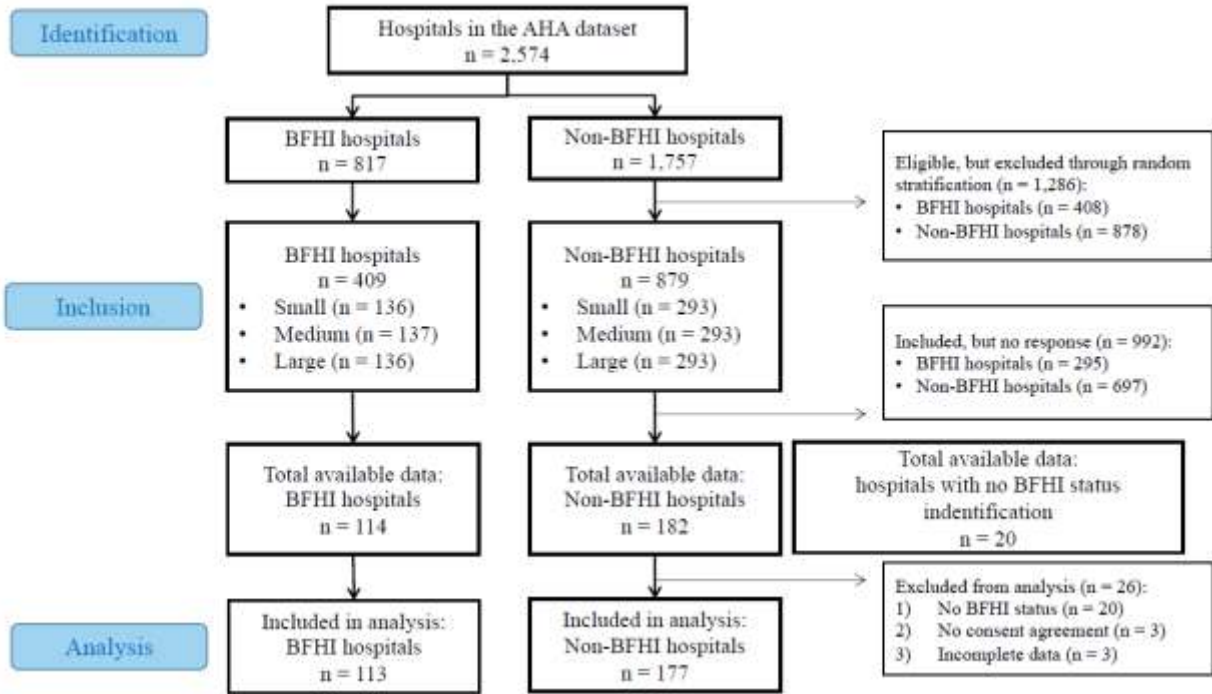 Identification
Hospitals in the AHA dataset
n = 2,574
BFHI hospitals
n = 817
Non-BFHI hospitals
n = 1,757
Eligible, but excluded through random
stratification (n = 1,286):
• BFHI hospitals (n = 408)
• Non-BFHI hospitals (n = 878)
Inclusion
BFHI hospitals
n = 409
• Small (n = 136)
• Medium (n = 137)
• Large (n = 136)
Non-BFHI hospitals
n = 879
• Small (n = 293)
• Medium (n = 293)
• Large (n = 293)
Included, but no response (n = 992):
• BFHI hospitals (n = 295)
• Non-BFHI hospitals (n = 697)
Total available data:
BFHI hospitals
n = 114
Total available data:
Non-BFHI hospitals
n = 182
Total available data:
hospitals with no BFHI status
indentification
n = 20
Excluded from analysis (n = 26):
1) No BFHI status (n = 20)
2) No consent agreement (n = 3)
3) Incomplete data (n = 3)
Analysis
Included in analysis:
BFHI hospitals
n = 113
Included in analysis:
Non-BFHI hospitals
n = 177